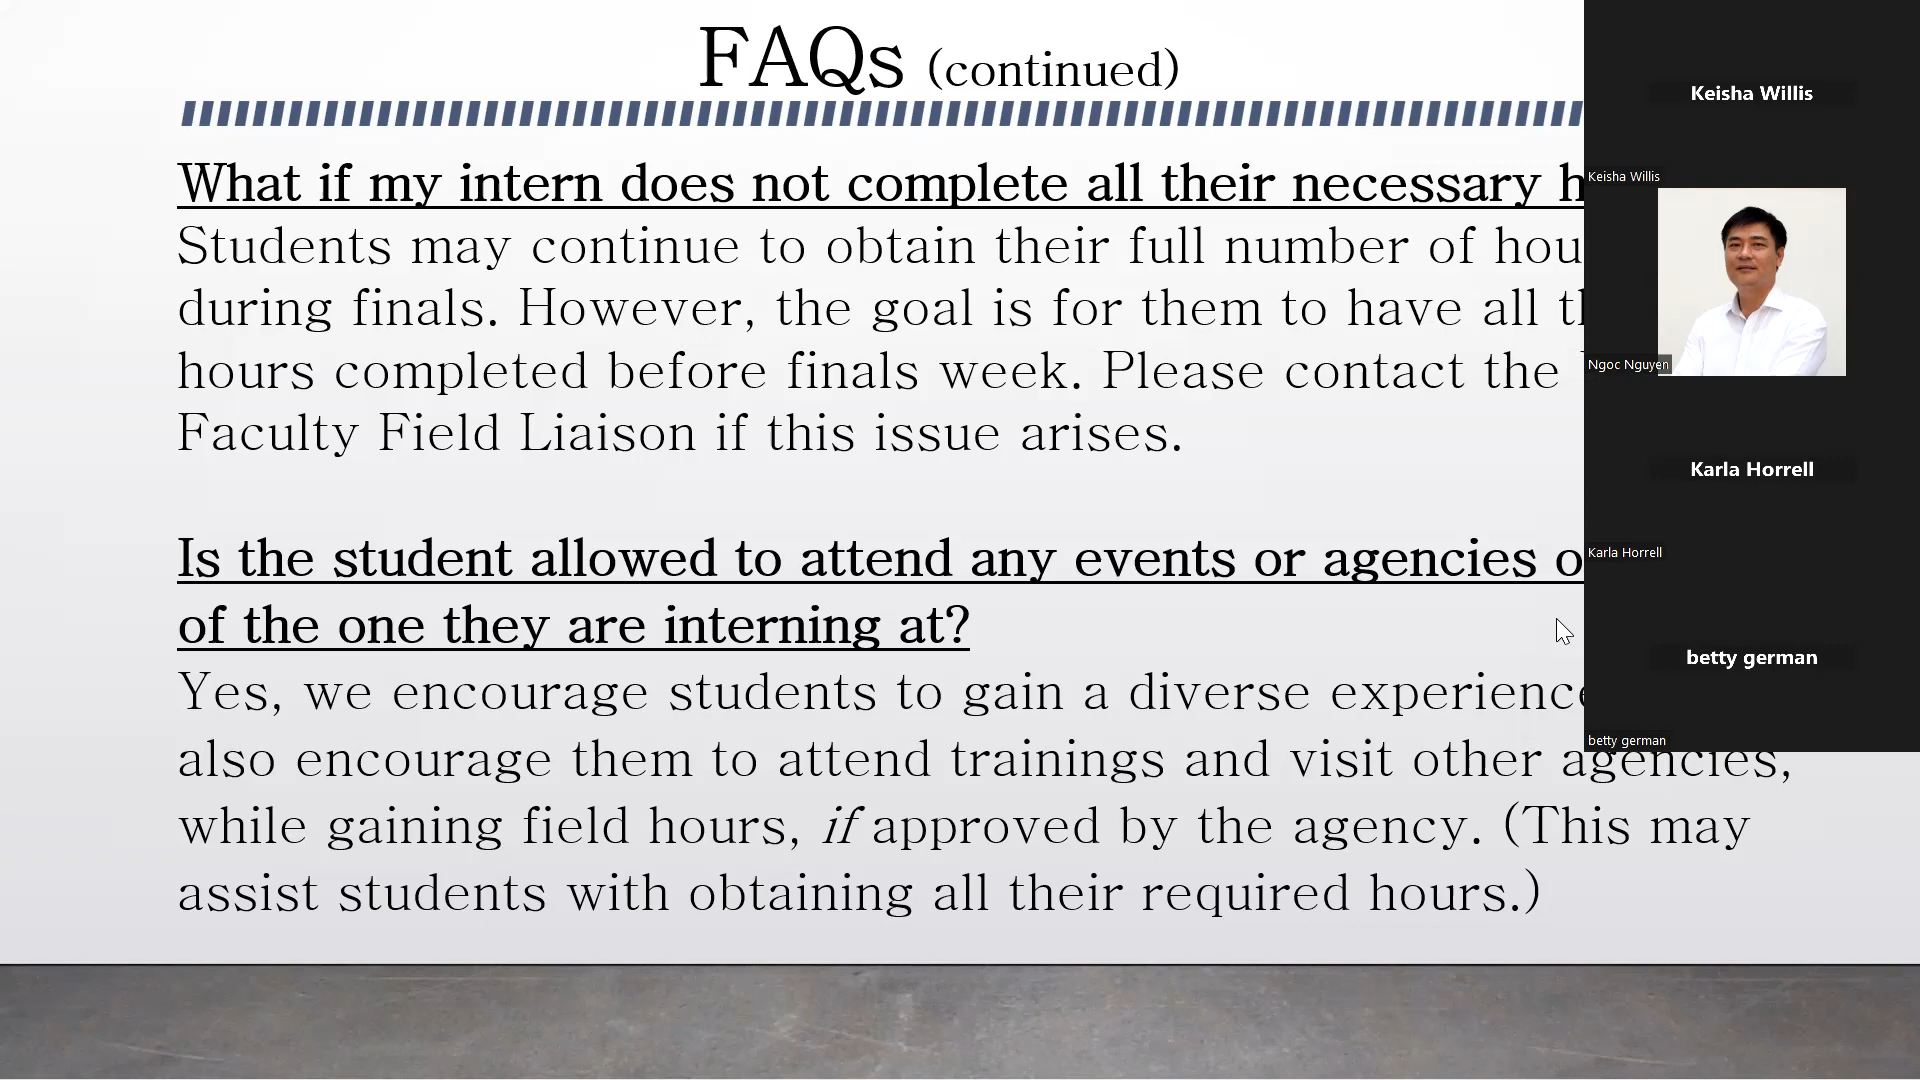 FAQs (continued)
What if my intern does not complete all their necessary
Students may continue to obtain their full number of
during finals. However, the goal is for them to have all
hours completed before finals week. Please contact the
Faculty Field Liaison if this issue arises.
Is the student allowed to attend any events or agencies
of the one they are interning at?
Yes, we encourage students to gain a diverse
also encourage them to attend trainings and visit other agencies,
while gaining field hours, if approved by the agency. (This may
assist students with obtaining all their required hours.)
Keisha Willis
Keisha Willis
Ngoc Nguyen
Karla Horrell
Karla Horrell
betty german
betty german